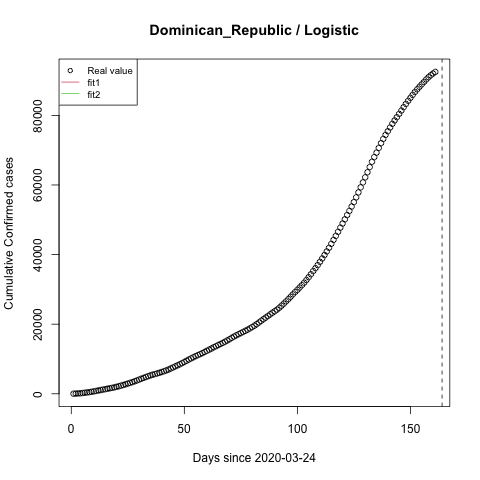 Dominican_Republic / Logistic
Real value
fit1
fit2
Cumulative Confirmed cases
80000
60000
40000
20000
0
0 50 100 150
Days since 2020-03-24